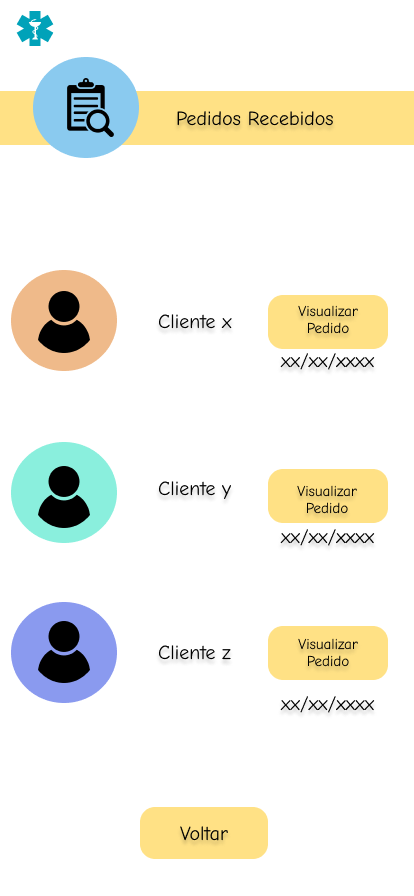 Pedidos Recebidos
Cliente x
Visualizar
Pedido
xx/xx/xxxx
Cliente y
Visualizar
Pedido
xx/xx/xxxx
Cliente z
Visualizar
Pedido
xx/xx/xxxx
Voltar